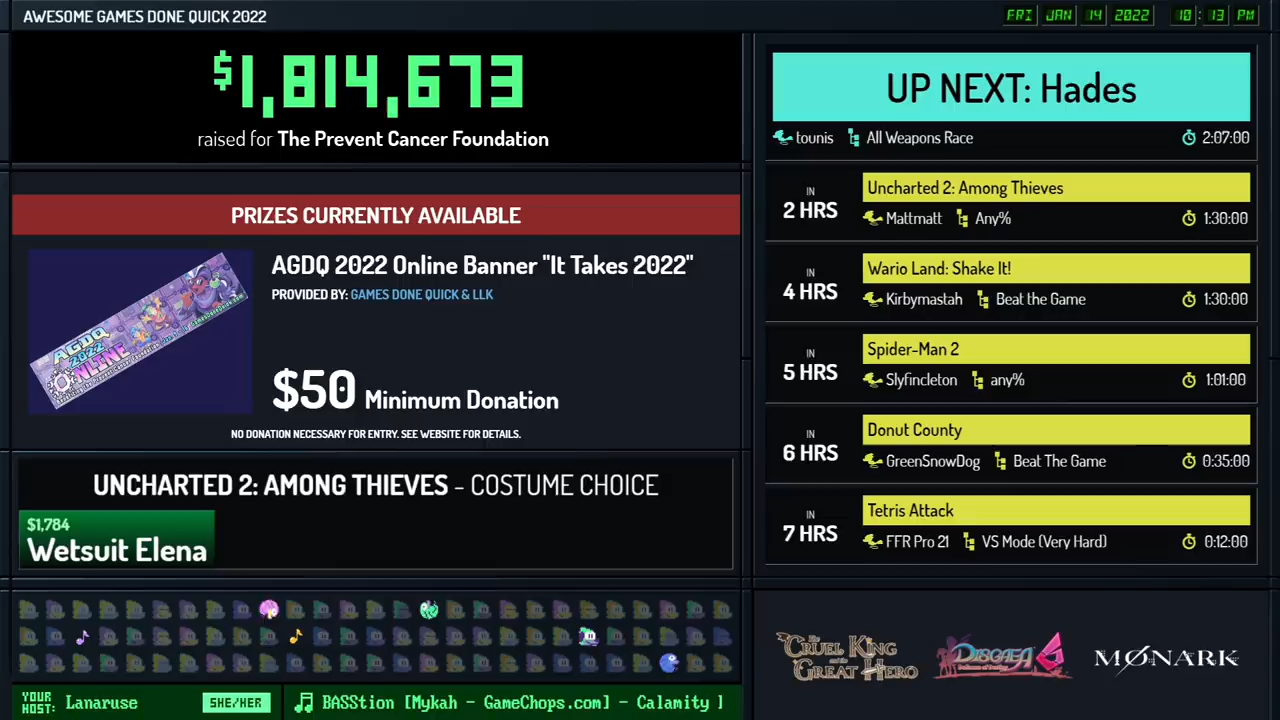 AWESOME GAMES DONE QUICK 2022
FRI JAN 14 2022 10:13 PM
$1,814,673
raised for The Prevent Cancer Foundation
PRIZES CURRENTLY AVAILABLE
AGDQ
2022
ONLINE
AGDQ 2022 Online Banner "It Takes 2022"
PROVIDED BY: GAMES DONE QUICK & LLK
$50 Minimum Donation
NO DONATION NECESSARY FOR ENTRY. SEE WEBSITE FOR DETAILS.
UNCHARTED 2: AMONG THIEVES - COSTUME CHOICE
$1,784
Wetsuit Elena
YOUR HOST: Lanaruse SHE/HER
BASStion [Mykah - GameChops.com] - Calamity ]
UP NEXT: Hades
tounis All Weapons Race 2:07:00
IN
2 HRS
Uncharted 2: Among Thieves
Mattmatt Any% 1:30:00
IN
4 HRS
Wario Land: Shake It!
Kirbymastah Beat the Game 1:30:00
IN
5 HRS
Spider-Man 2
Slyfincleton any% 1:01:00
IN
6 HRS
Donut County
GreenSnowDog Beat The Game 0:35:00
IN
7 HRS
Tetris Attack
FFR Pro 21 VS Mode (Very Hard) 0:12:00
The
CRUEL KING
and the
GREAT HERO
DISGAEA 6
MONARK